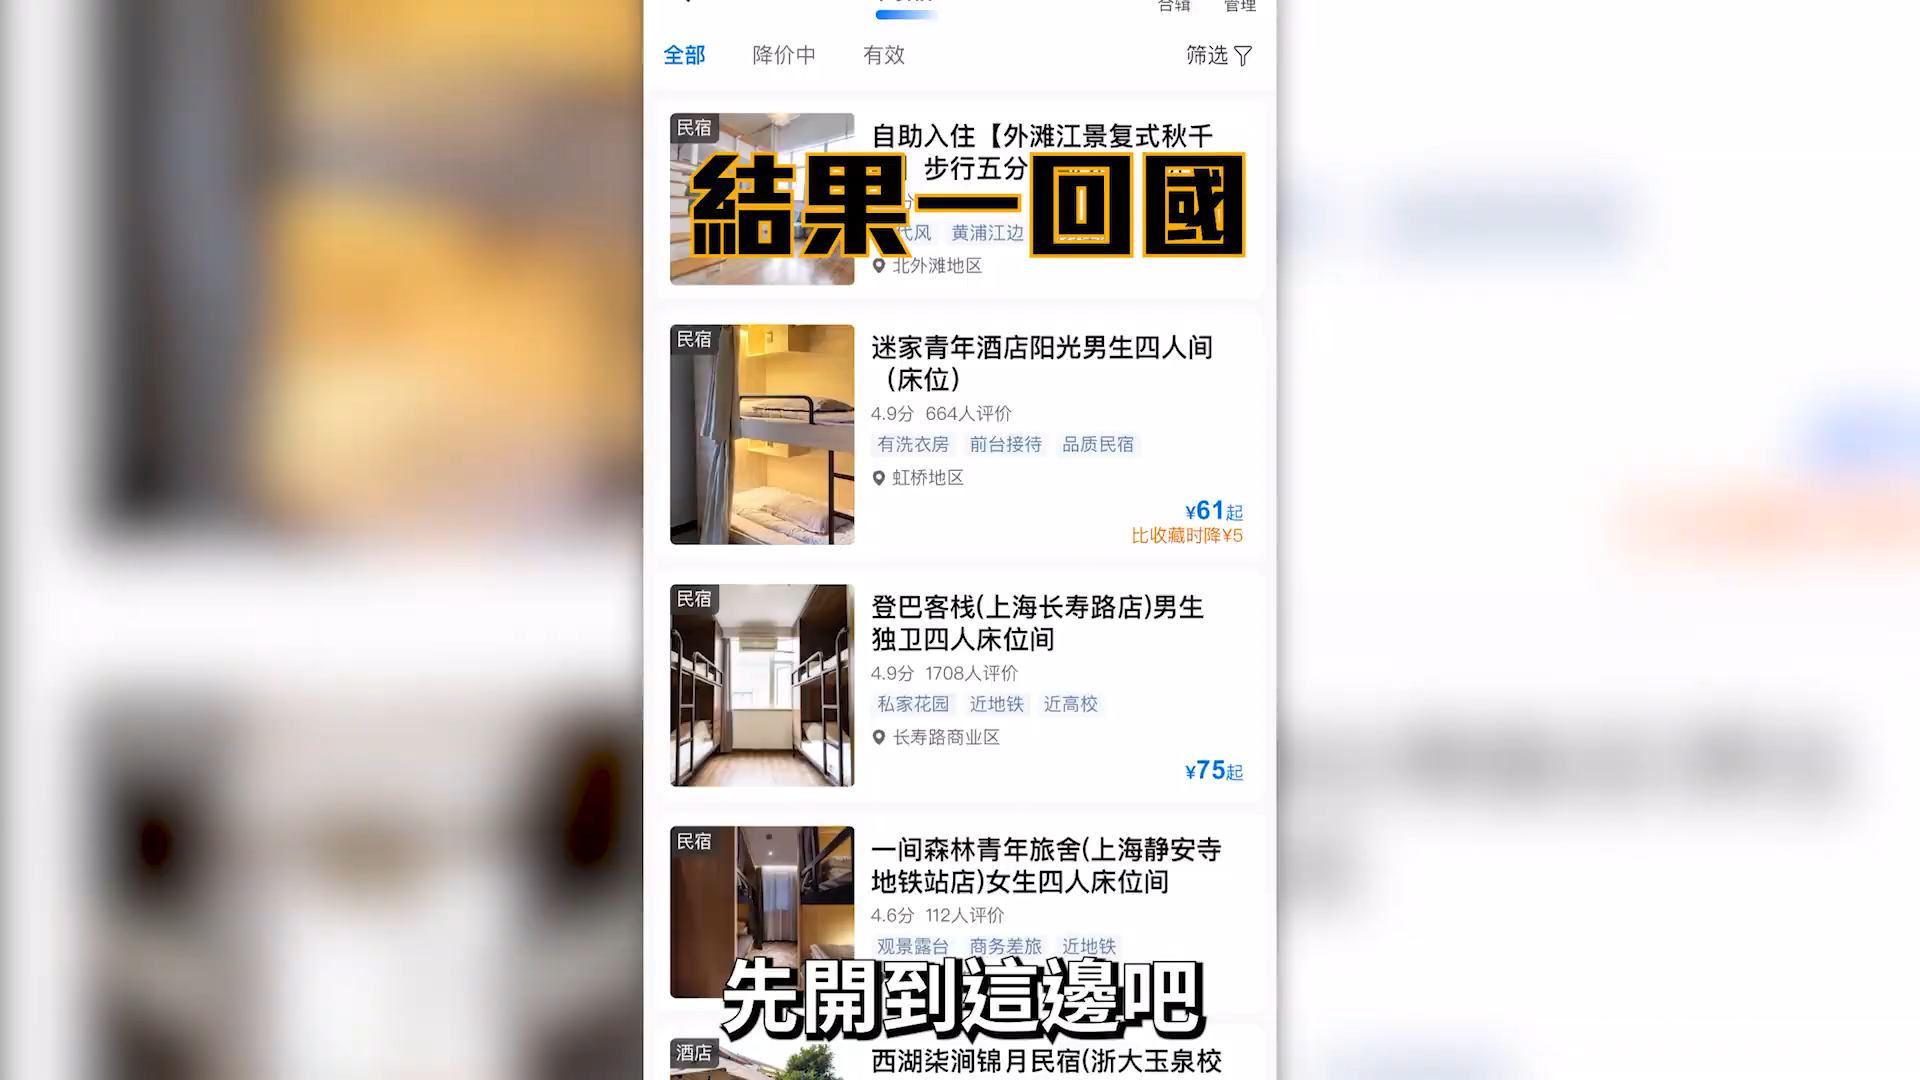 合辑 管理
全部 降价中 有效 筛选
民宿
自助入住【外滩江景复式秋千
】步行五分
结果一回國
代风 黄浦江边
北外滩地区
民宿
迷家青年酒店阳光男生四人间
（床位）
4.9分 664人评价
有洗衣房 前台接待 品质民宿
虹桥地区
¥61起
比收藏时降¥5
民宿
登巴客栈(上海长寿路店)男生
独卫四人床位间
4.9分 1708人评价
私家花园 近地铁 近高校
长寿路商业区
¥75起
民宿
一间森林青年旅舍(上海静安寺
地铁站店)女生四人床位间
4.6分 112人评价
观景露台 商务差旅 近地铁
先開到這邊吧
酒店
西湖柒涧锦月民宿(浙大玉泉校